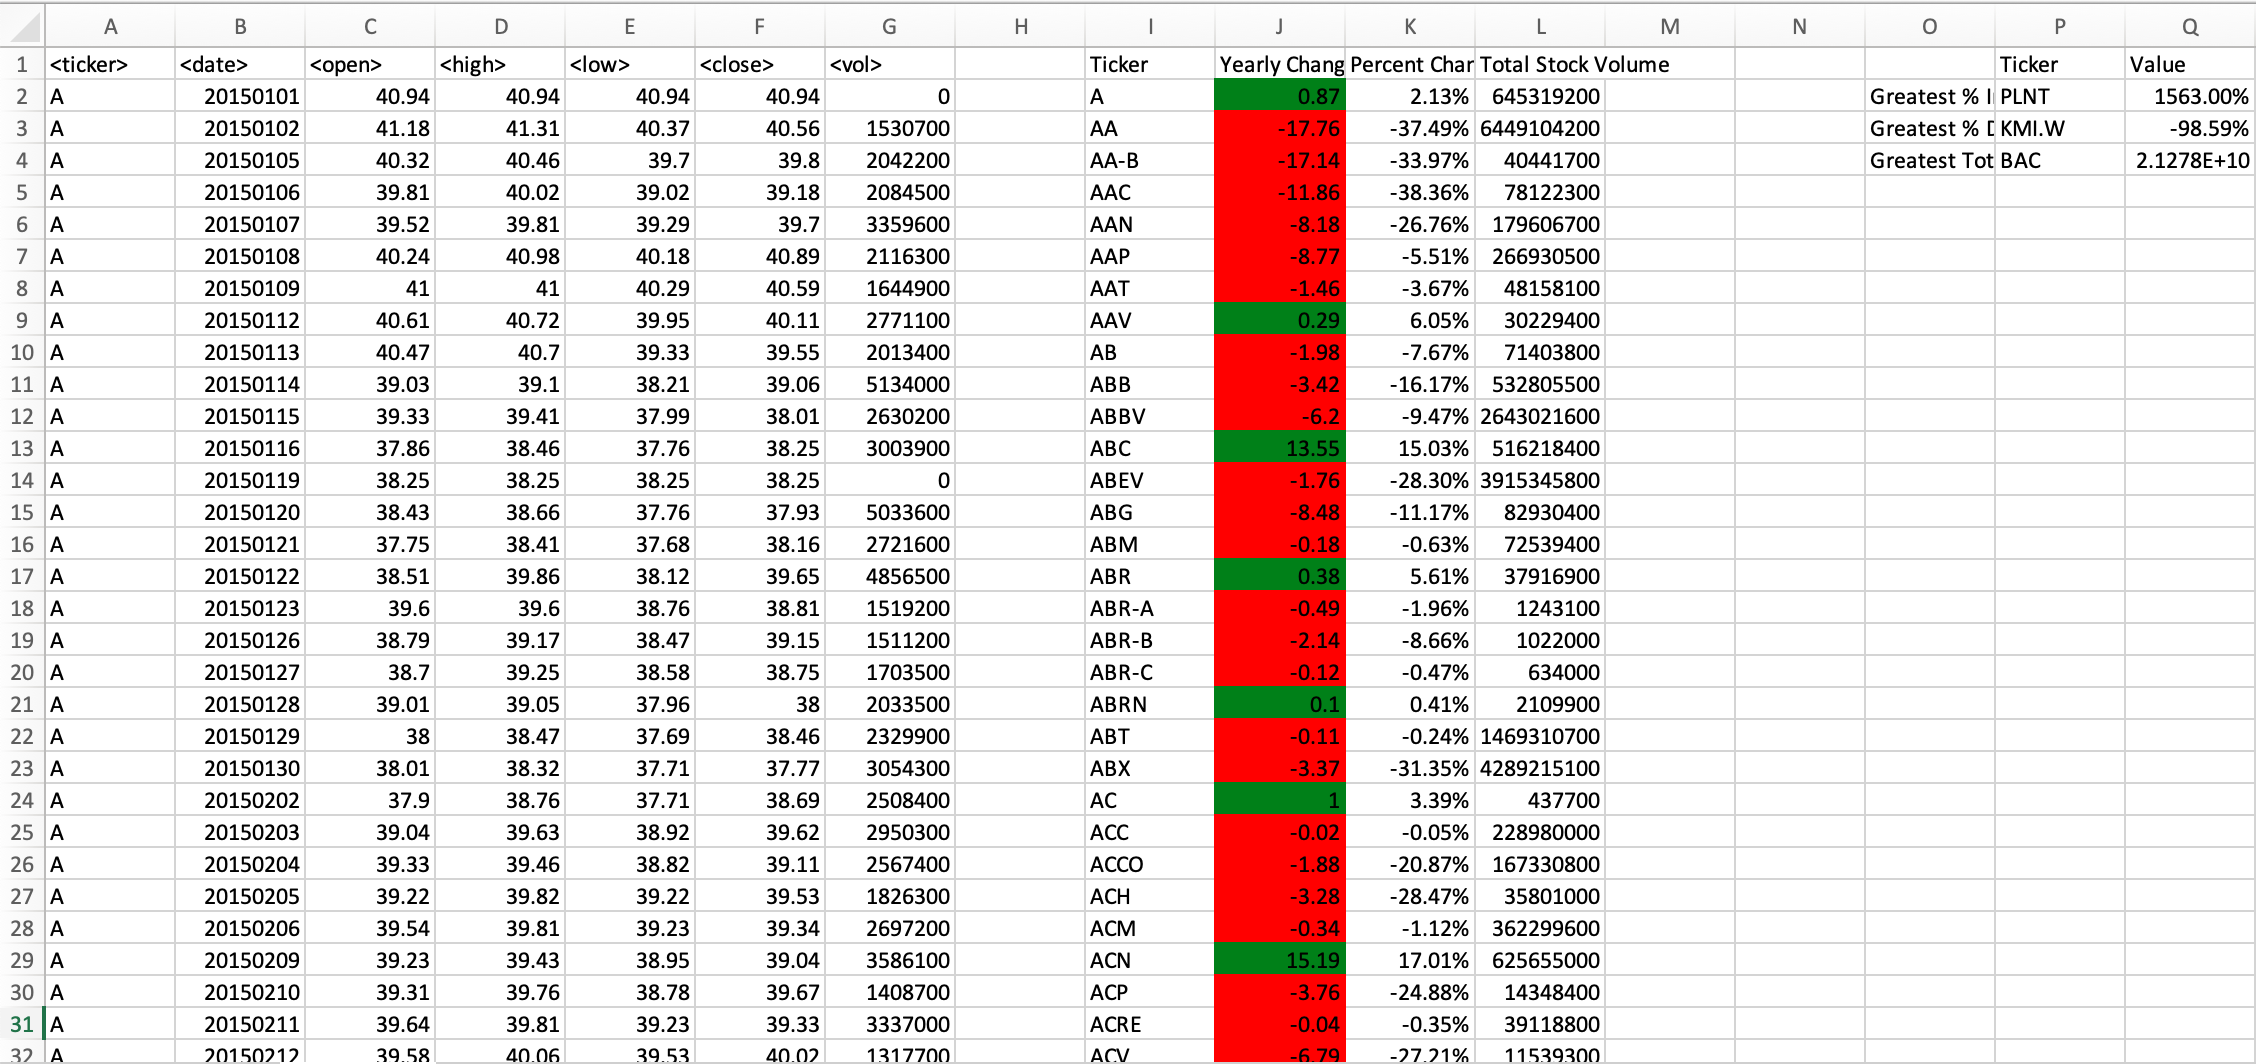 A B C D E F G H I J K L M N O P Q
1 <ticker> <date> <open> <high> <low> <close> <vol> Ticker Yearly Chang Percent Char Total Stock Volume Ticker Value
2 A 20150101 40.94 40.94 40.94 40.94 0 A 0.87 2.13% 645319200 Greatest % I PLNT 1563.00%
3 A 20150102 41.18 41.31 40.37 40.56 1530700 AA -17.76 -37.49% 6449104200 Greatest % D KMI.W -98.59%
4 A 20150105 40.32 40.46 39.7 39.8 2042200 AA-B -17.14 -33.97% 40441700 Greatest Tot BAC 2.1278E+10
5 A 20150106 39.81 40.02 39.02 39.18 2084500 AAC -11.86 -38.36% 78122300
6 A 20150107 39.52 39.81 39.29 39.7 3359600 AAN -8.18 -26.76% 179606700
7 A 20150108 40.24 40.98 40.18 40.89 2116300 AAP -8.77 -5.51% 266930500
8 A 20150109 41 41 40.29 40.59 1644900 AAT -1.46 -3.67% 48158100
9 A 20150112 40.61 40.72 39.95 40.11 2771100 AAV 0.29 6.05% 30229400
10 A 20150113 40.47 40.7 39.33 39.55 2013400 AB -1.98 -7.67% 71403800
11 A 20150114 39.03 39.1 38.21 39.06 5134000 ABB -3.42 -16.17% 532805500
12 A 20150115 39.33 39.41 37.99 38.01 2630200 ABBV -6.2 -9.47% 2643021600
13 A 20150116 37.86 38.46 37.76 38.25 3003900 ABC 13.55 15.03% 516218400
14 A 20150119 38.25 38.25 38.25 38.25 0 ABEV -1.76 -28.30% 3915345800
15 A 20150120 38.43 38.66 37.76 37.93 5033600 ABG -8.48 -11.17% 82930400
16 A 20150121 37.75 38.41 37.68 38.16 2721600 ABM -0.18 -0.63% 72539400
17 A 20150122 38.51 39.86 38.12 39.65 4856500 ABR 0.38 5.61% 37916900
18 A 20150123 39.6 39.6 38.76 38.81 1519200 ABR-A -0.49 -1.96% 1243100
19 A 20150126 38.79 39.17 38.47 39.15 1511200 ABR-B -2.14 -8.66% 1022000
20 A 20150127 38.7 39.25 38.58 38.75 1703500 ABR-C -0.12 -0.47% 634000
21 A 20150128 39.01 39.05 37.96 38 2033500 ABRN 0.1 0.41% 2109900
22 A 20150129 38 38.47 37.69 38.46 2329900 ABT -0.11 -0.24% 1469310700
23 A 20150130 38.01 38.32 37.71 37.77 3054300 ABX -3.37 -31.35% 4289215100
24 A 20150202 37.9 38.76 37.71 38.69 2508400 AC 1 3.39% 437700
25 A 20150203 39.04 39.63 38.92 39.62 2950300 ACC -0.02 -0.05% 228980000
26 A 20150204 39.33 39.46 38.82 39.11 2567400 ACCO -1.88 -20.87% 167330800
27 A 20150205 39.22 39.82 39.22 39.53 1826300 ACH -3.28 -28.47% 35801000
28 A 20150206 39.54 39.81 39.23 39.34 2697200 ACM -0.34 -1.12% 362299600
29 A 20150209 39.23 39.43 38.95 39.04 3586100 ACN 15.19 17.01% 625655000
30 A 20150210 39.31 39.76 38.78 39.67 1408700 ACP -3.76 -24.88% 14348400
31 A 20150211 39.64 39.81 39.23 39.33 3337000 ACRE -0.04 -0.35% 39118800
32 A 20150212 39.58 40.06 39.53 40.02 1317700 ACV -6.79 -27.21% 11539300